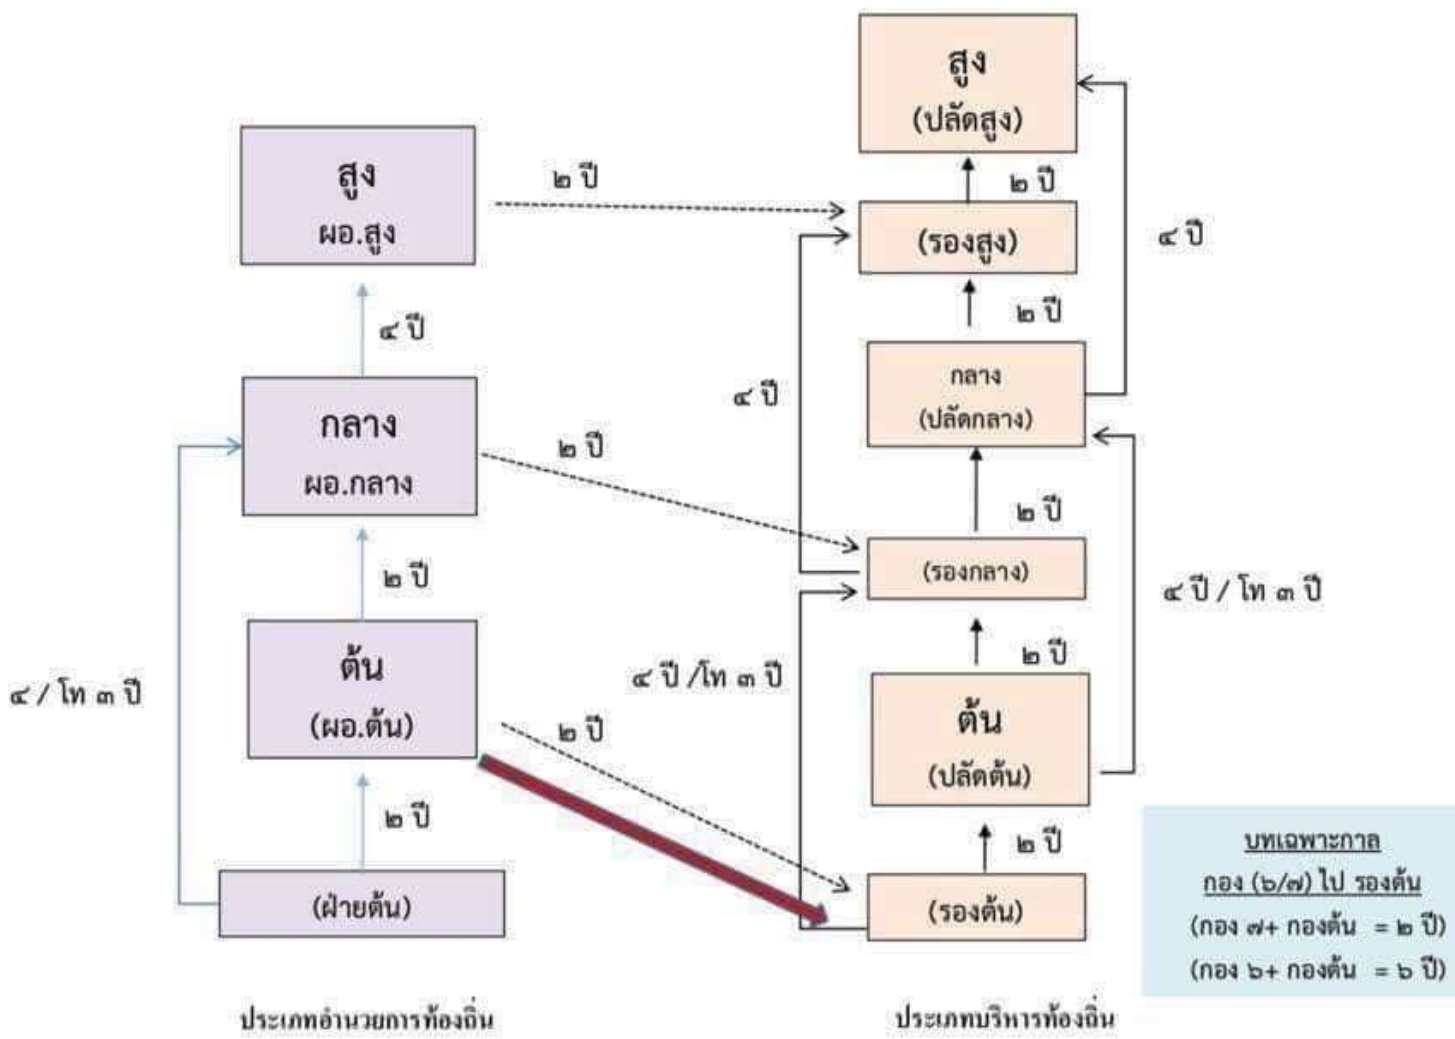 สูง
(ปลัดสูง)
๒ ปี
สูง
ผอ.สูง
๒ ปี
(รองสูง)
๔ ปี
๔ ปี
๒ ปี
กลาง
(ปลัดกลาง)
๔ ปี
กลาง
ผอ.กลาง
๒ ปี
๒ ปี
(รองกลาง)
๒ ปี
๔ ปี / โท ๓ ปี
ต้น
(ผอ.ต้น)
๔ ปี /โท ๓ ปี
๒ ปี
๔ / โท ๓ ปี
๒ ปี
ต้น
(ปลัดต้น)
๒ ปี
๒ ปี
(ฝ่ายต้น)
(รองต้น)
บทเฉพาะกาล
กอง (๖/๗) ไป รองต้น
(กอง ๗+ กองต้น = ๒ ปี)
(กอง ๖+ กองต้น = ๖ ปี)
ประเภทอำนวยการท้องถิ่น
ประเภทบริหารท้องถิ่น